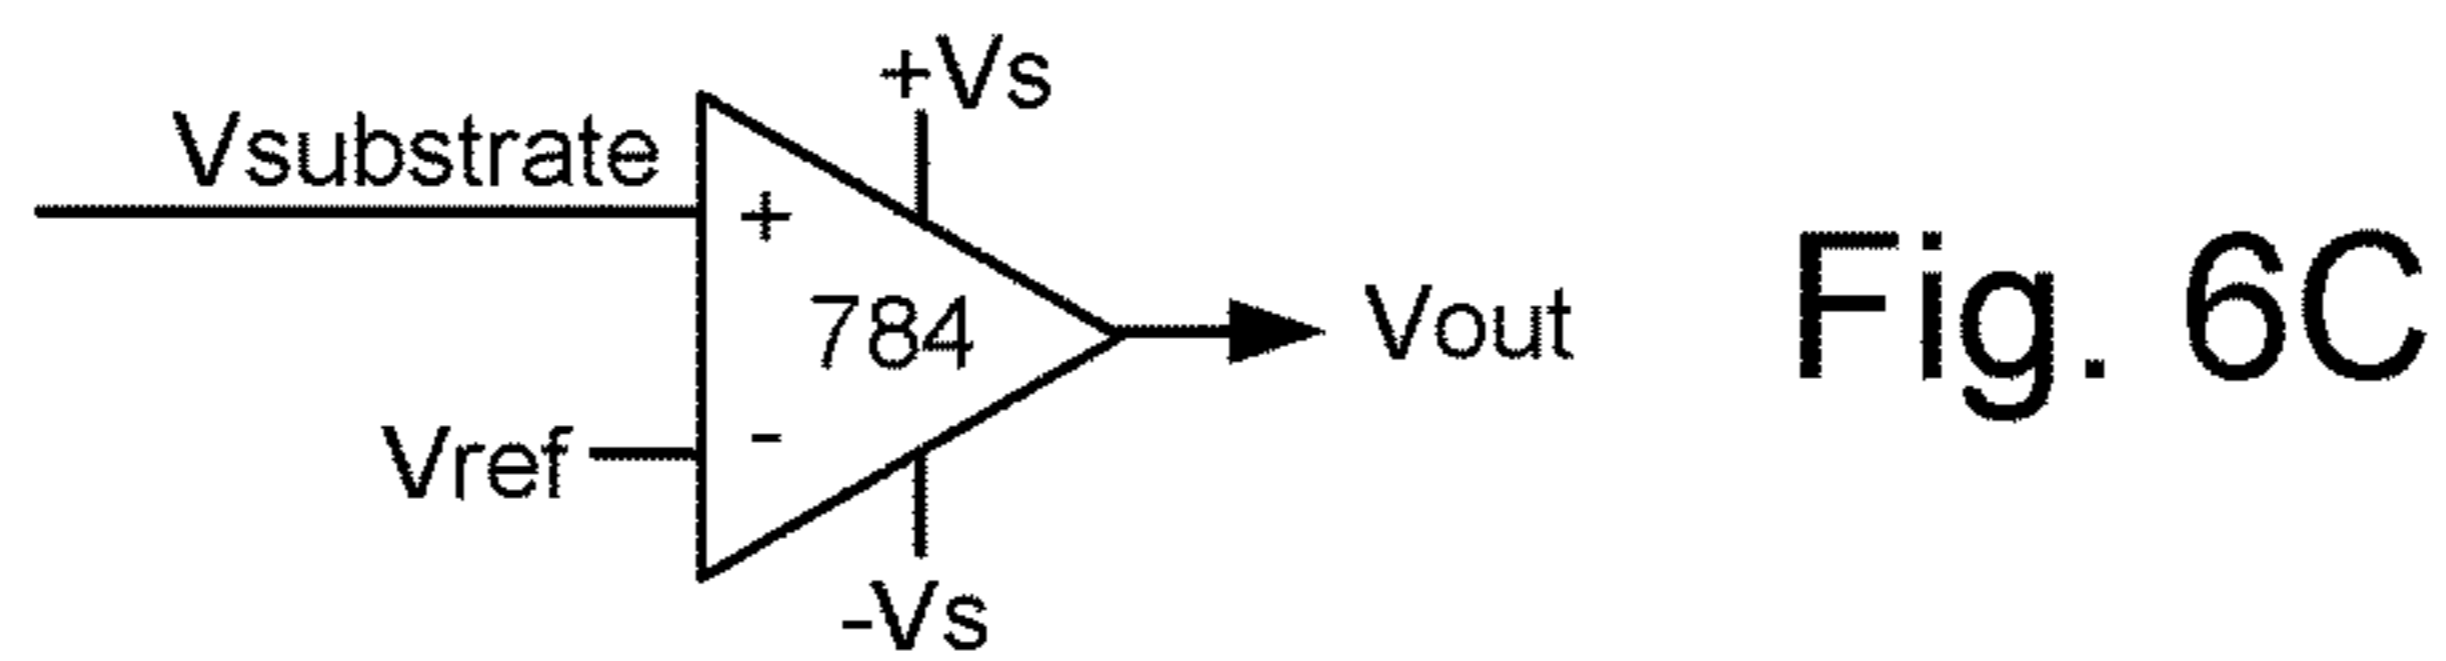 +Vs
Vsubstrate
+
784
Vout
Fig. 6C
-
Vref
-Vs